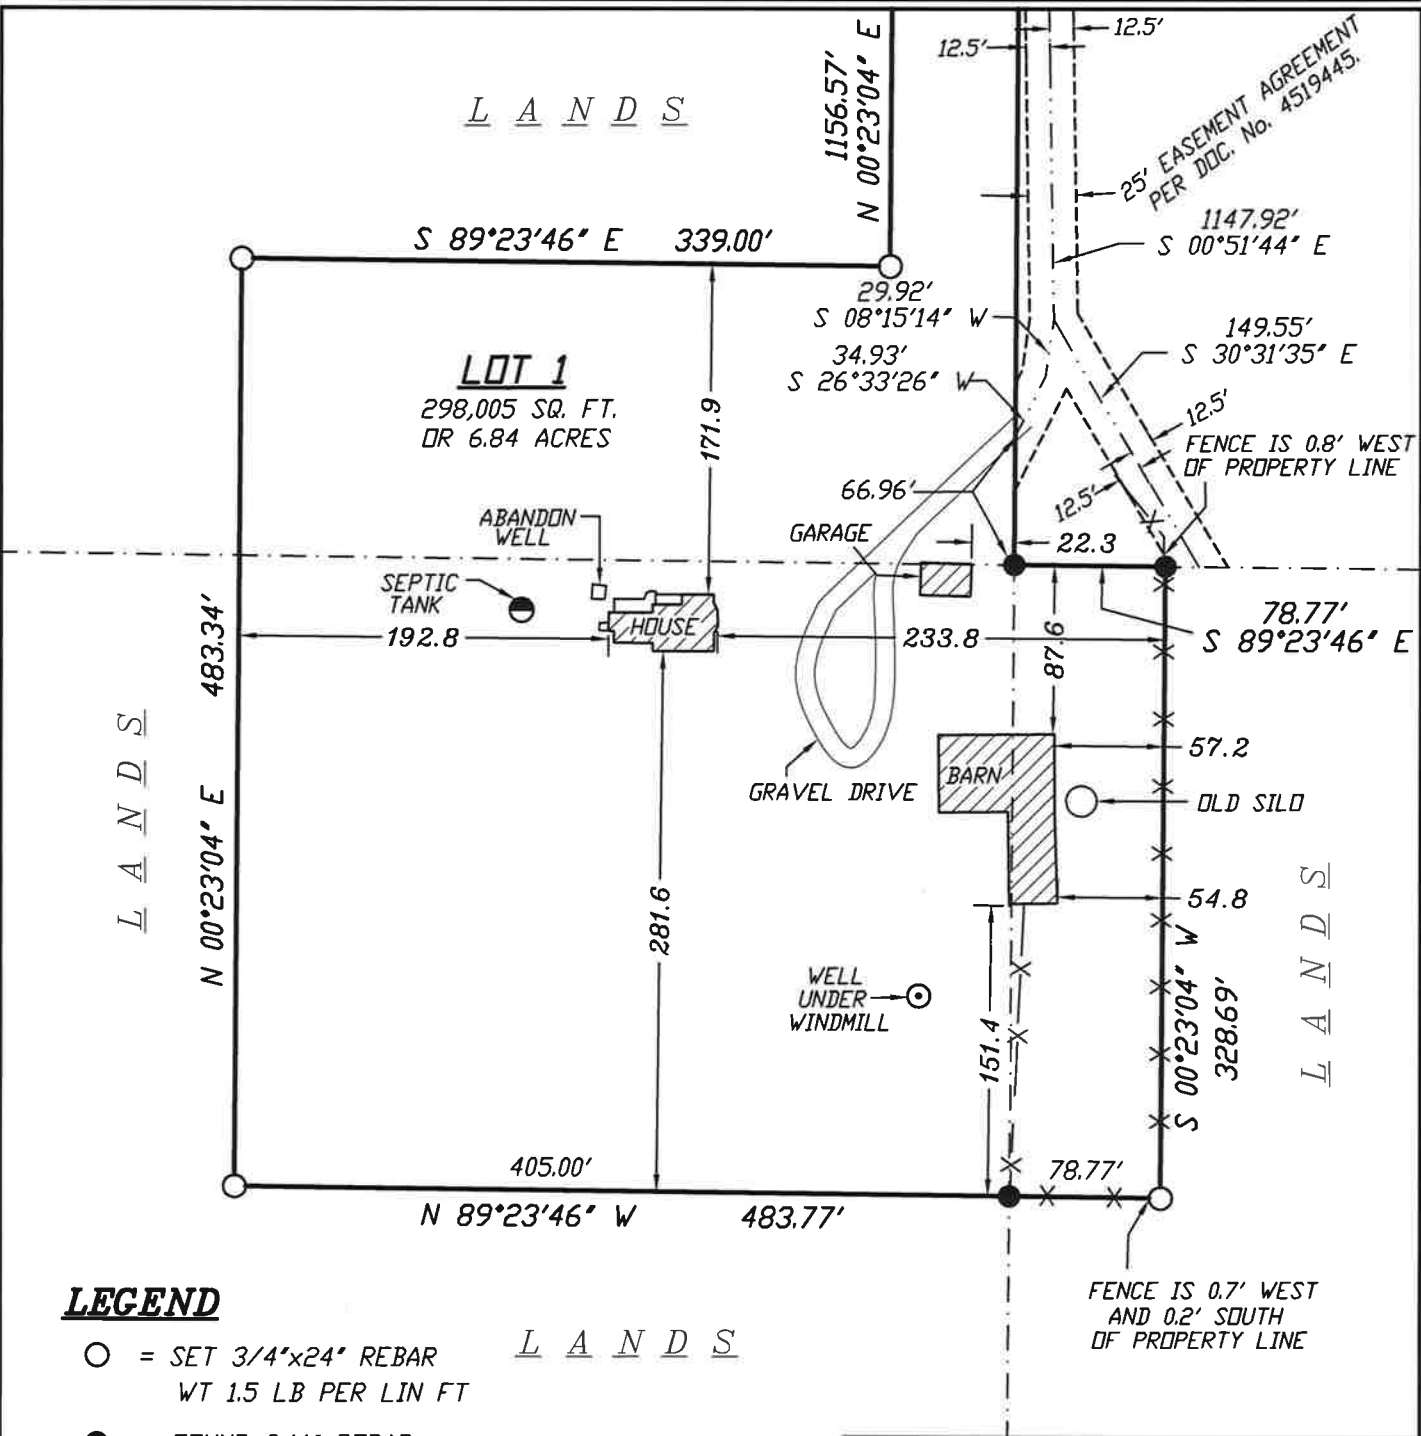 12.5'
12.5'
1156.57'
N 00°23'04" E
L A N D S
25' EASEMENT AGREEMENT
PER DOC. No. 4519445.
1147.92'
S 00°51'44" E
S 89°23'46" E 339.00'
29.92'
S 08°15'14" W
34.93'
S 26°33'26" W
149.55'
S 30°31'35" E
LOT 1
298,005 SQ. FT.
OR 6.84 ACRES
171.9
12.5'
FENCE IS 0.8' WEST
OF PROPERTY LINE
66.96'
12.5'
ABANDON
WELL
GARAGE
22.3
SEPTIC
TANK
HOUSE
192.8
233.8
87.6
78.77'
S 89°23'46" E
N 00°23'04" E 483.34'
L A N D S
57.2
BARN
GRAVEL DRIVE
OLD SILO
54.8
281.6
L A N D S
WELL
UNDER
WINDMILL
151.4
S 00°23'04" W
328.69'
405.00'
78.77'
N 89°23'46" W 483.77'
FENCE IS 0.7' WEST
AND 0.2' SOUTH
OF PROPERTY LINE
LEGEND
= SET 3/4"x24" REBAR
WT 1.5 LB PER LIN FT
L A N D S